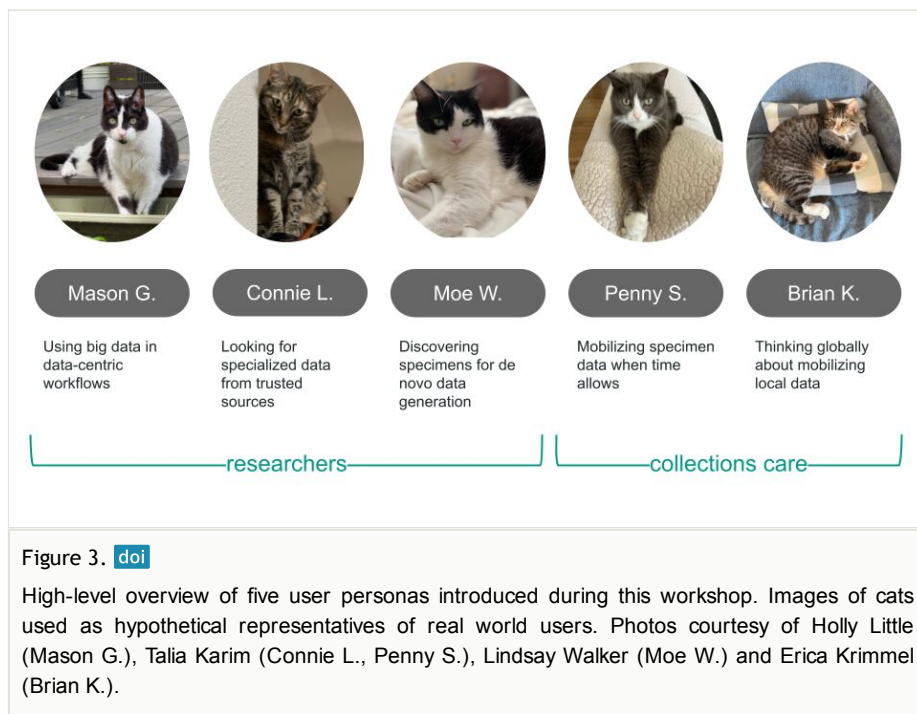 Mason G.
Connie L.
Moe W.
Penny S.
Brian K.
Using big data in
data-centric
workflows
Looking for
specialized data
from trusted
sources
Discovering
specimens for de
novo data
generation
Mobilizing specimen
data when time
allows
Thinking globally
about mobilizing
local data
researchers
collections care
Figure 3. doi
High-level overview of five user personas introduced during this workshop. Images of cats
used as hypothetical representatives of real world users. Photos courtesy of Holly Little
(Mason G.), Talia Karim (Connie L., Penny S.), Lindsay Walker (Moe W.) and Erica Krimmel
(Brian K.).